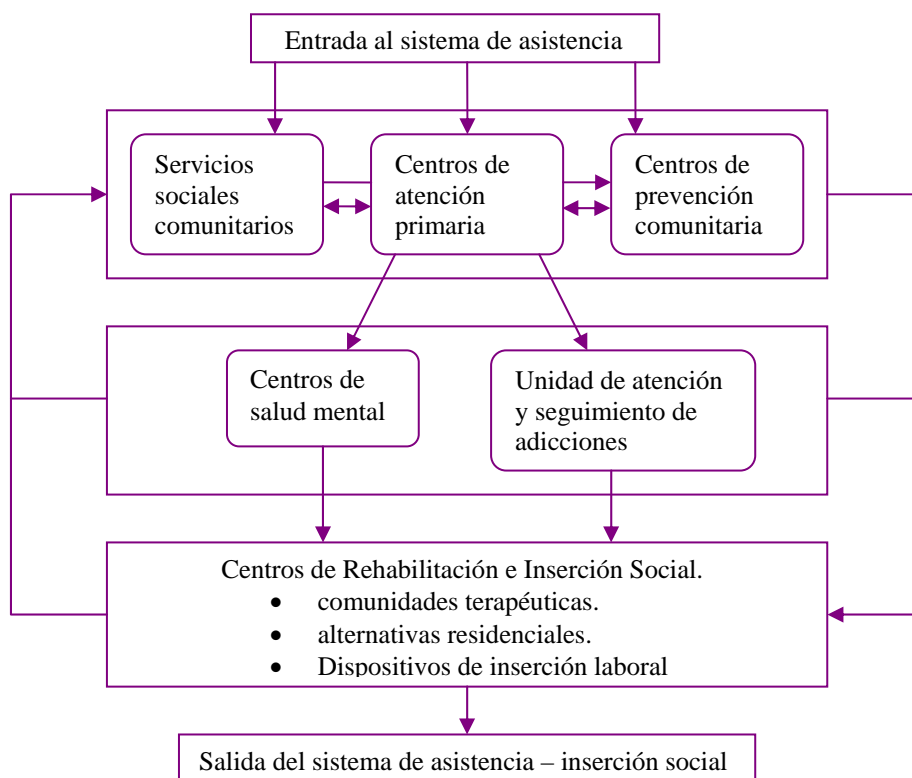 Entrada al sistema de asistencia
Servicios
sociales
comunitarios
Centros de
atención
primaria
Centros de
prevención
comunitaria
Centros de
salud mental
Unidad de atención
y seguimiento de
adicciones
Centros de Rehabilitación e Inserción Social.
• comunidades terapéuticas.
• alternativas residenciales.
• Dispositivos de inserción laboral
Salida del sistema de asistencia – inserción social